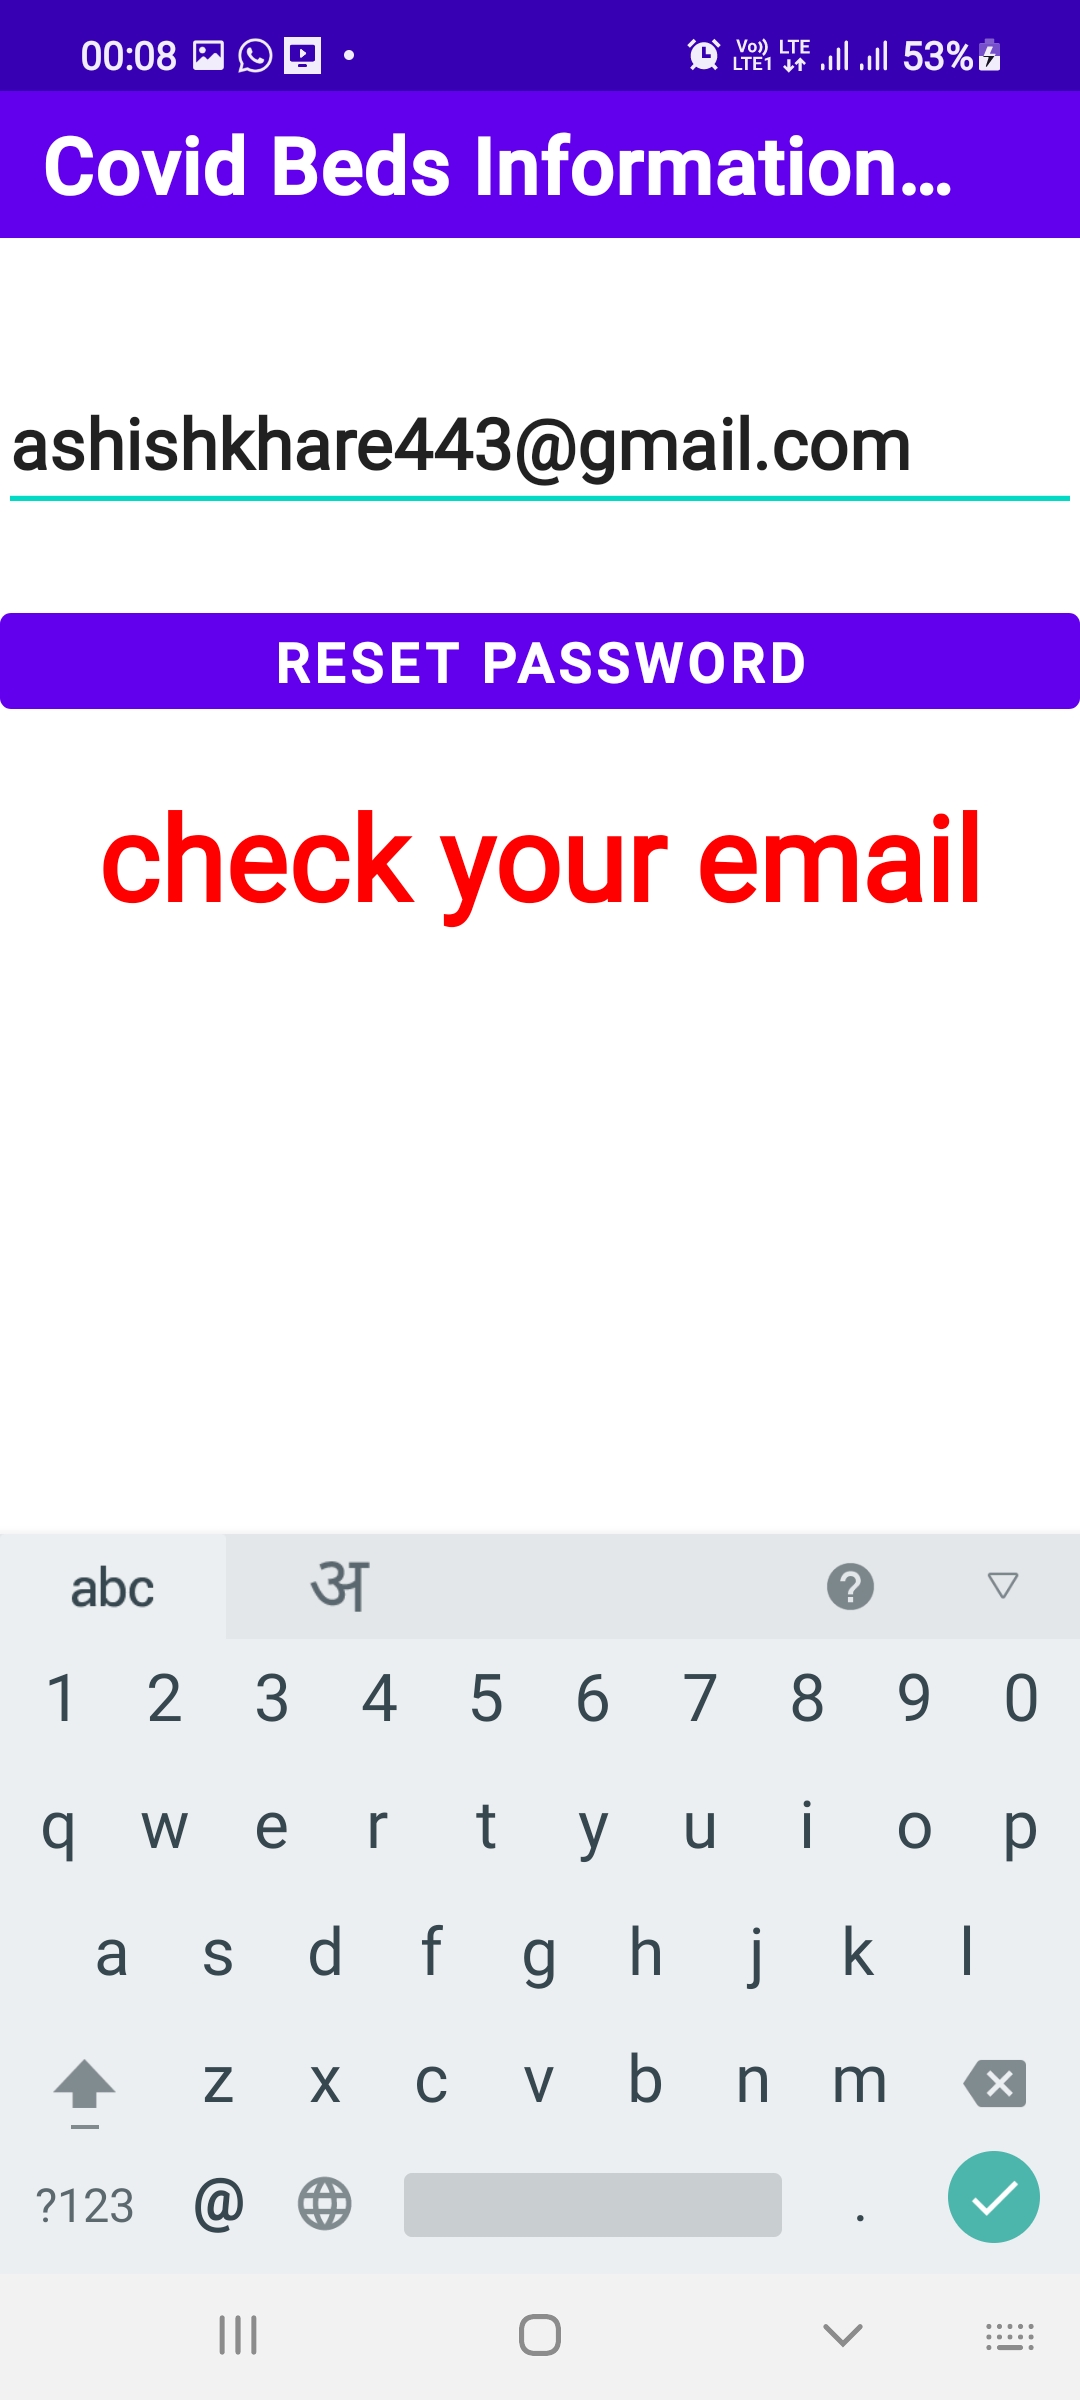 00:08 Vo)) LTE1 LTE 53%
Covid Beds Information...
ashishkhare443@gmail.com
RESET PASSWORD
check your email
abc अ ?
1 2 3 4 5 6 7 8 9 0
q w e r t y u i o p
a s d f g h j k l
z x c v b n m
?123 @ .